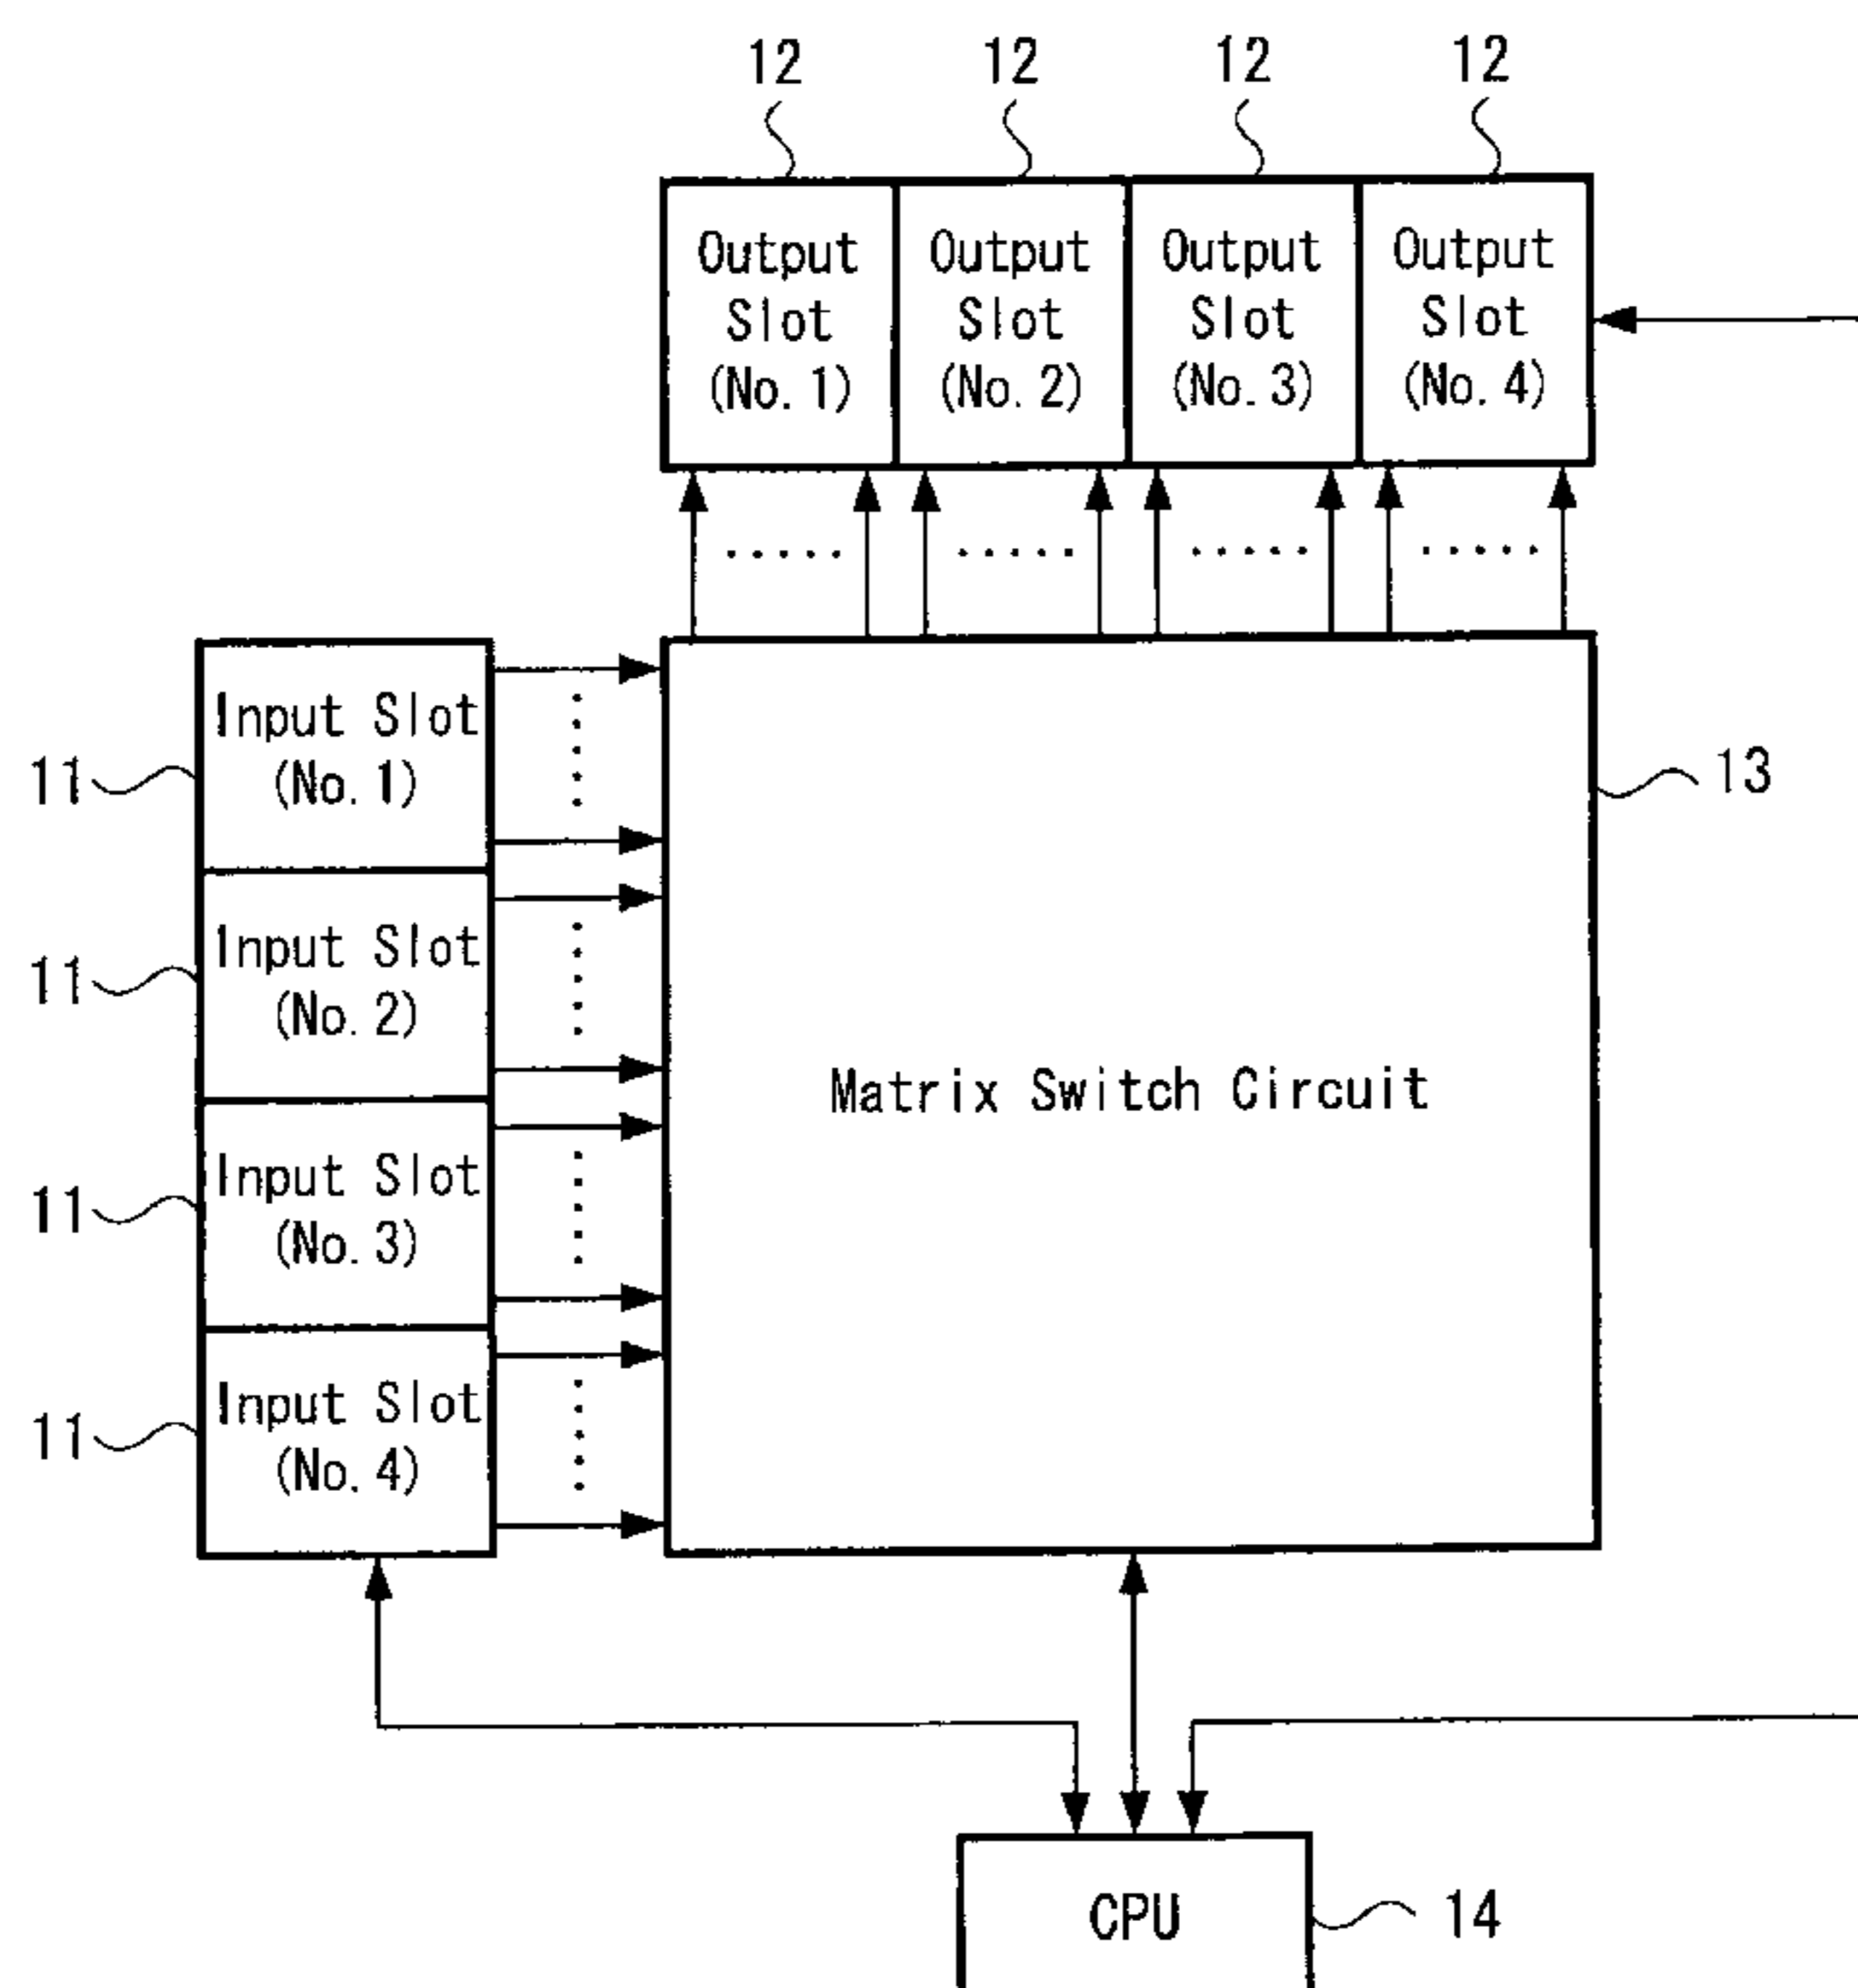 12 12 12 12
Output Slot (No. 1)
Output Slot (No. 2)
Output Slot (No. 3)
Output Slot (No. 4)
11
Input Slot
(No. 1)
11
Input Slot
(No. 2)
11
Input Slot
(No. 3)
11
Input Slot
(No. 4)
Matrix Switch Circuit
13
CPU
14